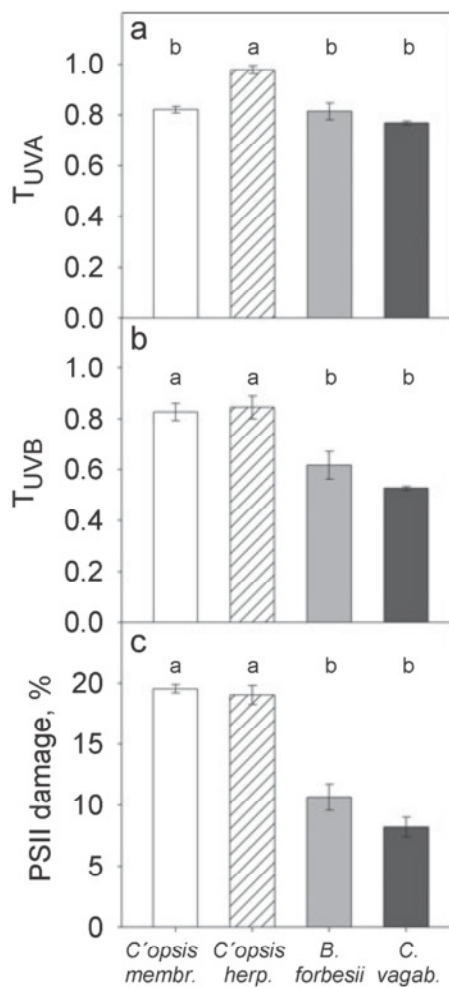 a
b a b b
1.0
0.8
0.6
0.4
0.2
0.0
T_UVA
b
a a b b
1.0
0.8
0.6
0.4
0.2
0.0
T_UVB
c
a a b b
20
15
10
5
0
PSII damage, %
C´opsis C´opsis B. C.
membr. herp. forbesii vagab.